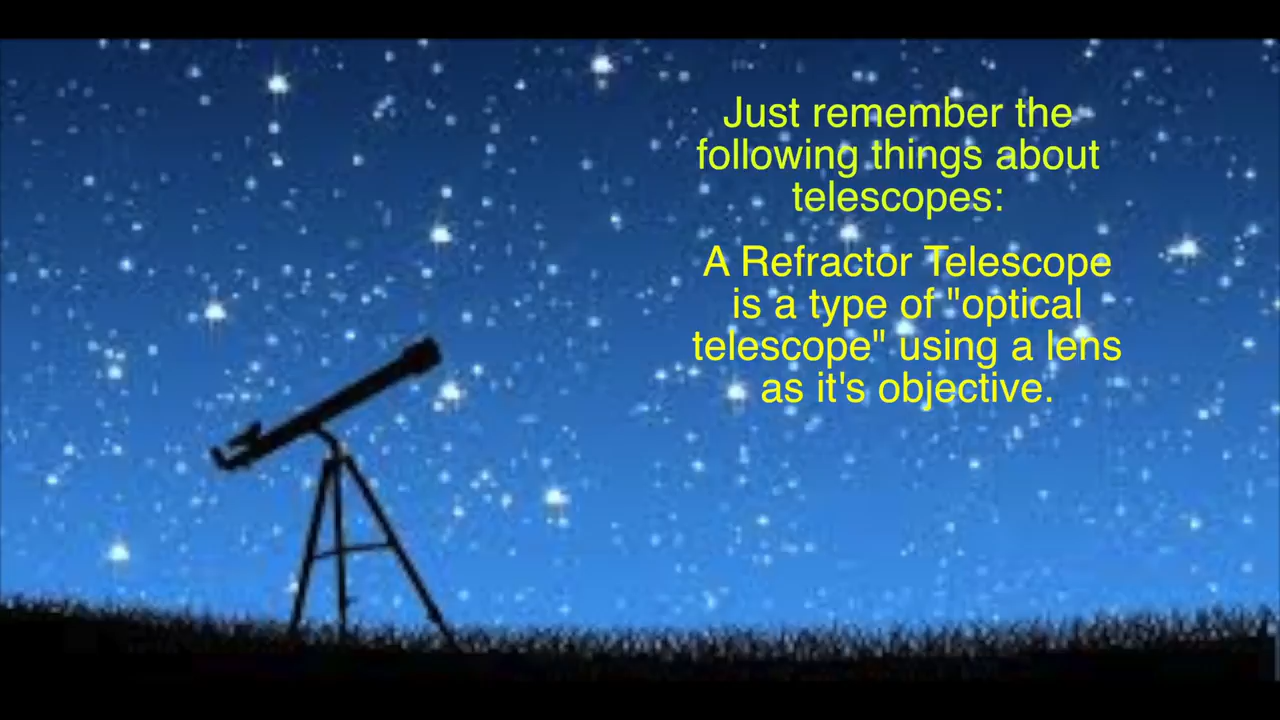 Just remember the
following things about
telescopes:
A Refractor Telescope
is a type of "optical
telescope" using a lens
as it's objective.